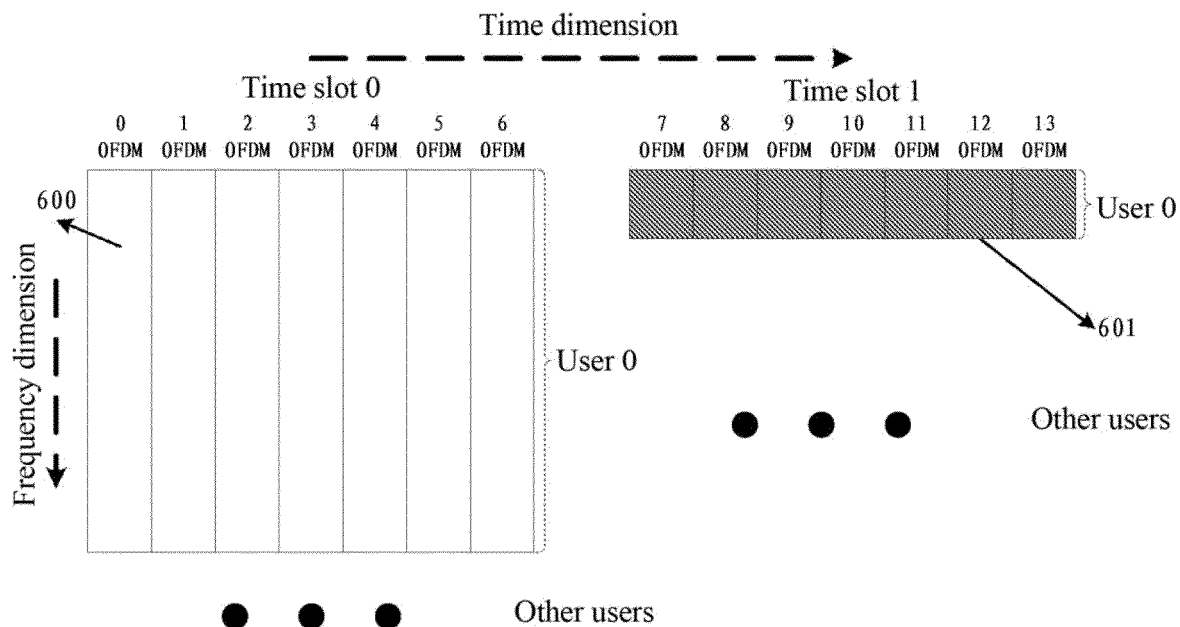 Time dimension
Time slot 0
Time slot 1
0 1 2 3 4 5 6
OFDM OFDM OFDM OFDM OFDM OFDM OFDM
7 8 9 10 11 12 13
OFDM OFDM OFDM OFDM OFDM OFDM OFDM
600
User 0
601
Frequency dimension
User 0
Other users
Other users